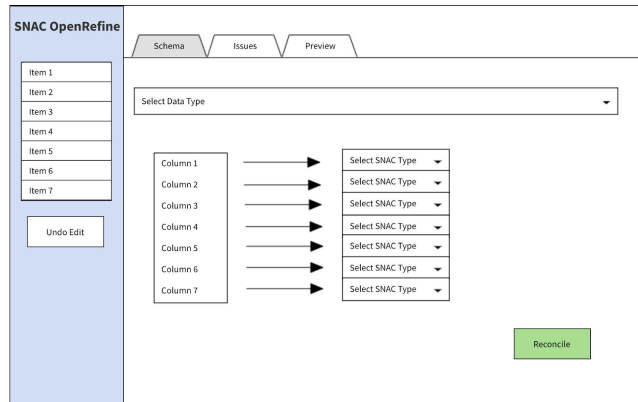 SNAC OpenRefine
Item 1
Item 2
Item 3
Item 4
Item 5
Item 6
Item 7
Undo Edit
Schema Issues Preview
Select Data Type
Column 1 Select SNAC Type
Column 2 Select SNAC Type
Column 3 Select SNAC Type
Column 4 Select SNAC Type
Column 5 Select SNAC Type
Column 6 Select SNAC Type
Column 7 Select SNAC Type
Reconcile